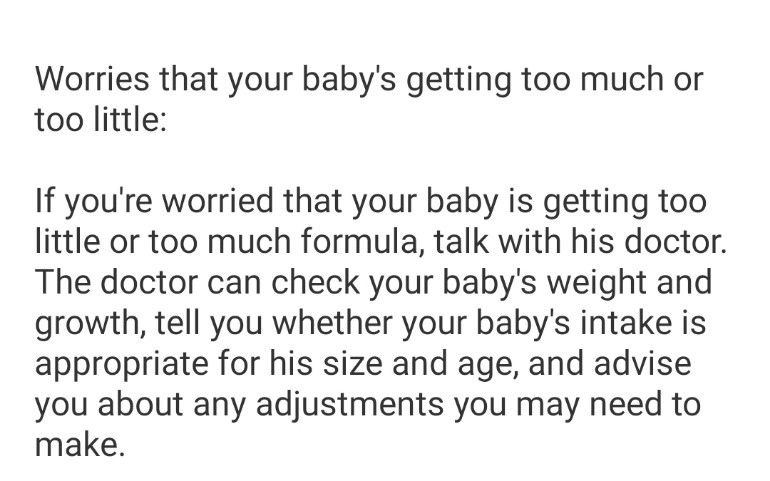 Worries that your baby's getting too much or
too little:
If you're worried that your baby is getting too
little or too much formula, talk with his doctor.
The doctor can check your baby's weight and
growth, tell you whether your baby's intake is
appropriate for his size and age, and advise
you about any adjustments you may need to
make.